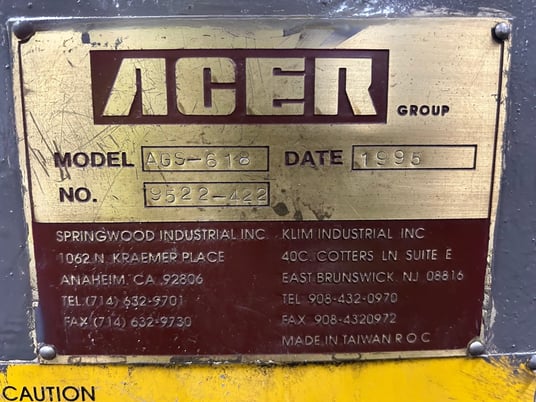 ACER GROUP
MODEL AGS-618 DATE 1995
NO. 9522-422
SPRINGWOOD INDUSTRIAL INC.
1062 N. KRAEMER PLACE
ANAHEIM, CA. 92806
TEL (714) 632-9701
FAX (714) 632-9730
KLIM INDUSTRIAL INC
40C. COTTERS LN SUITE E
EAST BRUNSWICK. NJ 08816
TEL 908-432-0970
FAX 908-4320972
MADE IN TAIWAN R O C
CAUTION